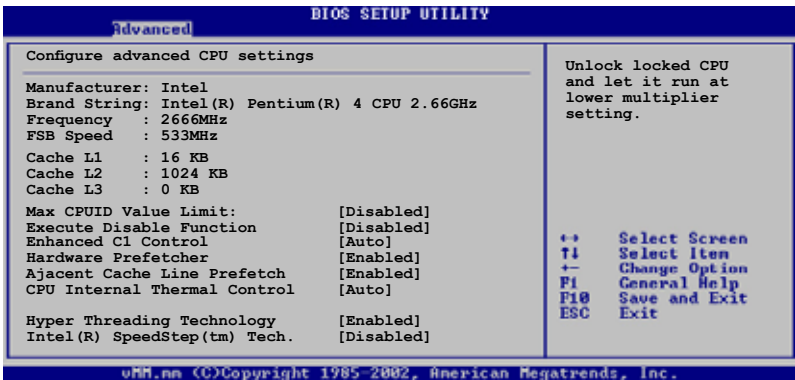 BIOS SETUP UTILITY
Advanced
Configure advanced CPU settings
Manufacturer: Intel
Brand String: Intel(R) Pentium(R) 4 CPU 2.66GHz
Frequency : 2666MHz
FSB Speed : 533MHz
Cache L1 : 16 KB
Cache L2 : 1024 KB
Cache L3 : 0 KB
Max CPUID Value Limit: [Disabled]
Execute Disable Function [Disabled]
Enhanced C1 Control [Auto]
Hardware Prefetcher [Enabled]
Ajacent Cache Line Prefetch [Enabled]
CPU Internal Thermal Control [Auto]
Hyper Threading Technology [Enabled]
Intel(R) SpeedStep(tm) Tech. [Disabled]
Unlock locked CPU
and let it run at
lower multiplier
setting.
←→ Select Screen
↑↓ Select Item
+- Change Option
F1 General Help
F10 Save and Exit
ESC Exit
vMM.mm (C)Copyright 1985-2002, American Megatrends, Inc.